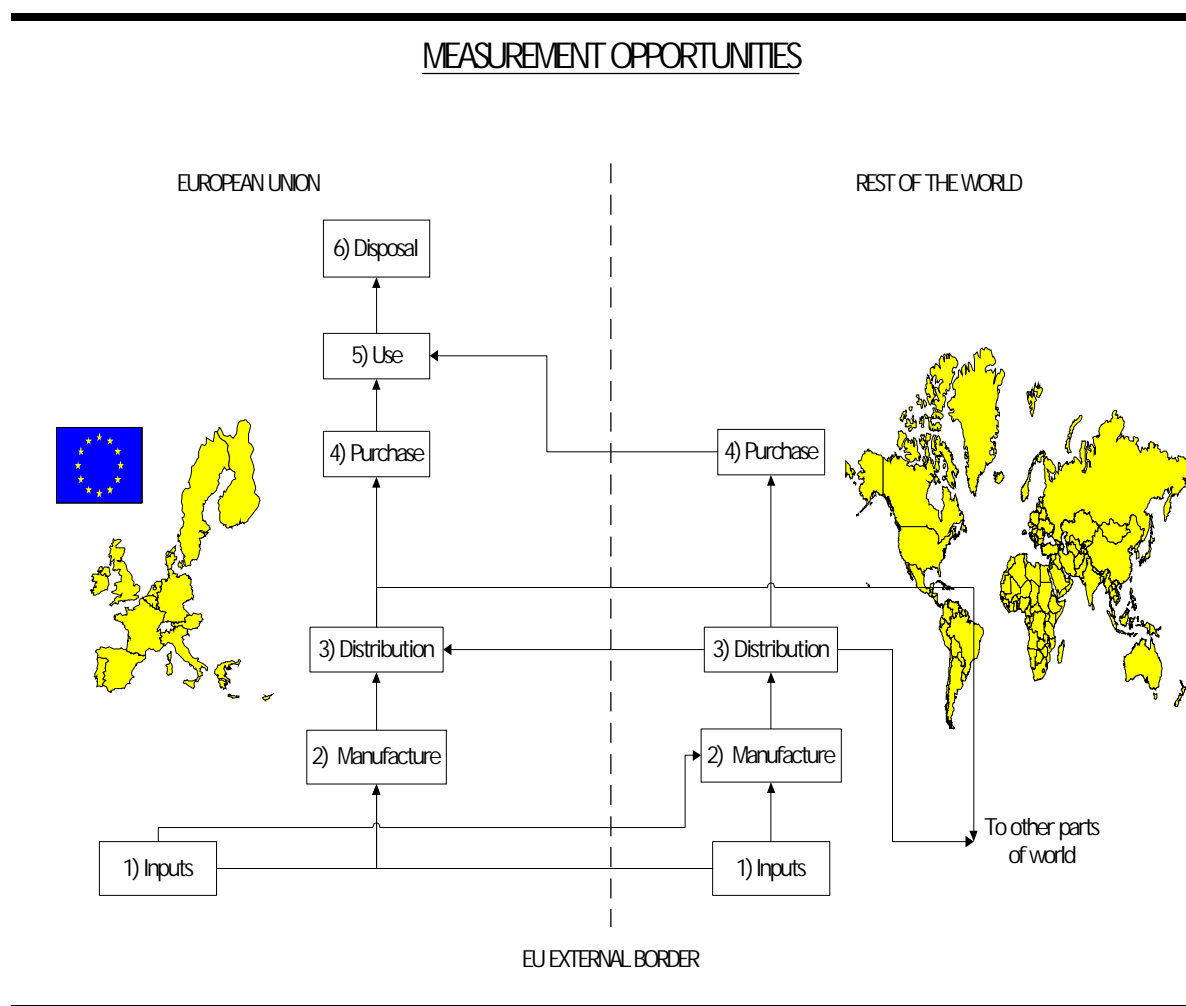 MEASUREMENT OPPORTUNITIES
EUROPEAN UNION
REST OF THE WORLD
6) Disposal
5) Use
4) Purchase
4) Purchase
3) Distribution
3) Distribution
2) Manufacture
2) Manufacture
To other parts
of world
1) Inputs
1) Inputs
EU EXTERNAL BORDER